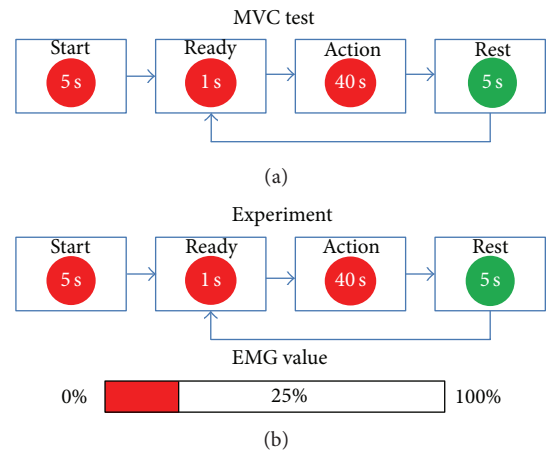 MVC test
Start Ready Action Rest
5 s 1 s 40 s 5 s
(a)
Experiment
Start Ready Action Rest
5 s 1 s 40 s 5 s
EMG value
0% 25% 100%
(b)